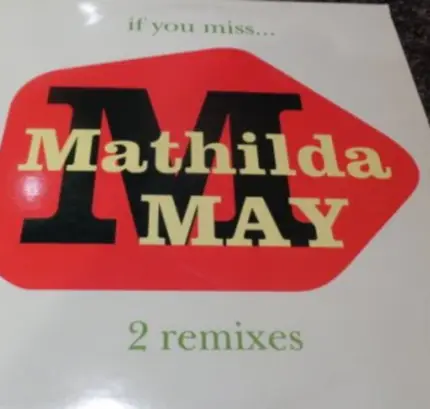 if you miss...
M
Mathilda
MAY
2 remixes